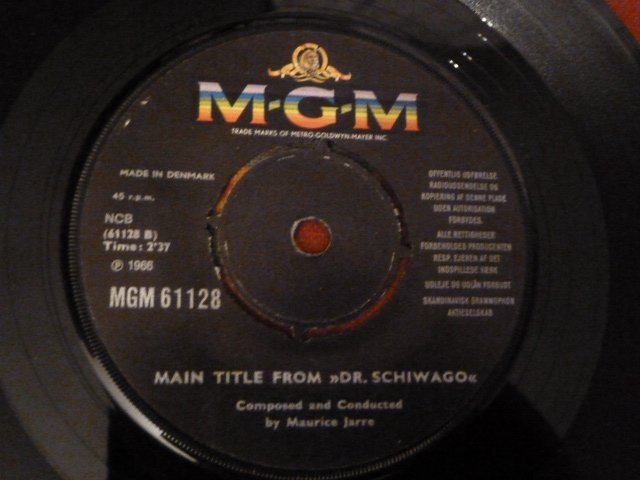 M-G-M
TRADE MARKS OF METRO-GOLDWYN-MAYER INC.
MADE IN DENMARK
45 r.p.m.
NCB
(61128 B)
Time: 2'37
℗ 1966
MGM 61128
OFFENTLIG UDFØRELSE
RADIOUDSENDELSE OG
KOPIERING AF DENNE PLADE
UDEN AUTORISATION
FORBYDES.
ALLE RETTIGHEDER
FORBEHOLDES PRODUCENTEN
RESP. EJEREN AF DET
INDSPILLEDE VÆRK
UDLEJE OG UDLÅN FORBUDT
SKANDINAVISK GRAMMOPHON
AKTIESELSKAB
MAIN TITLE FROM »DR. SCHIWAGO«
Composed and Conducted
by Maurice Jarre